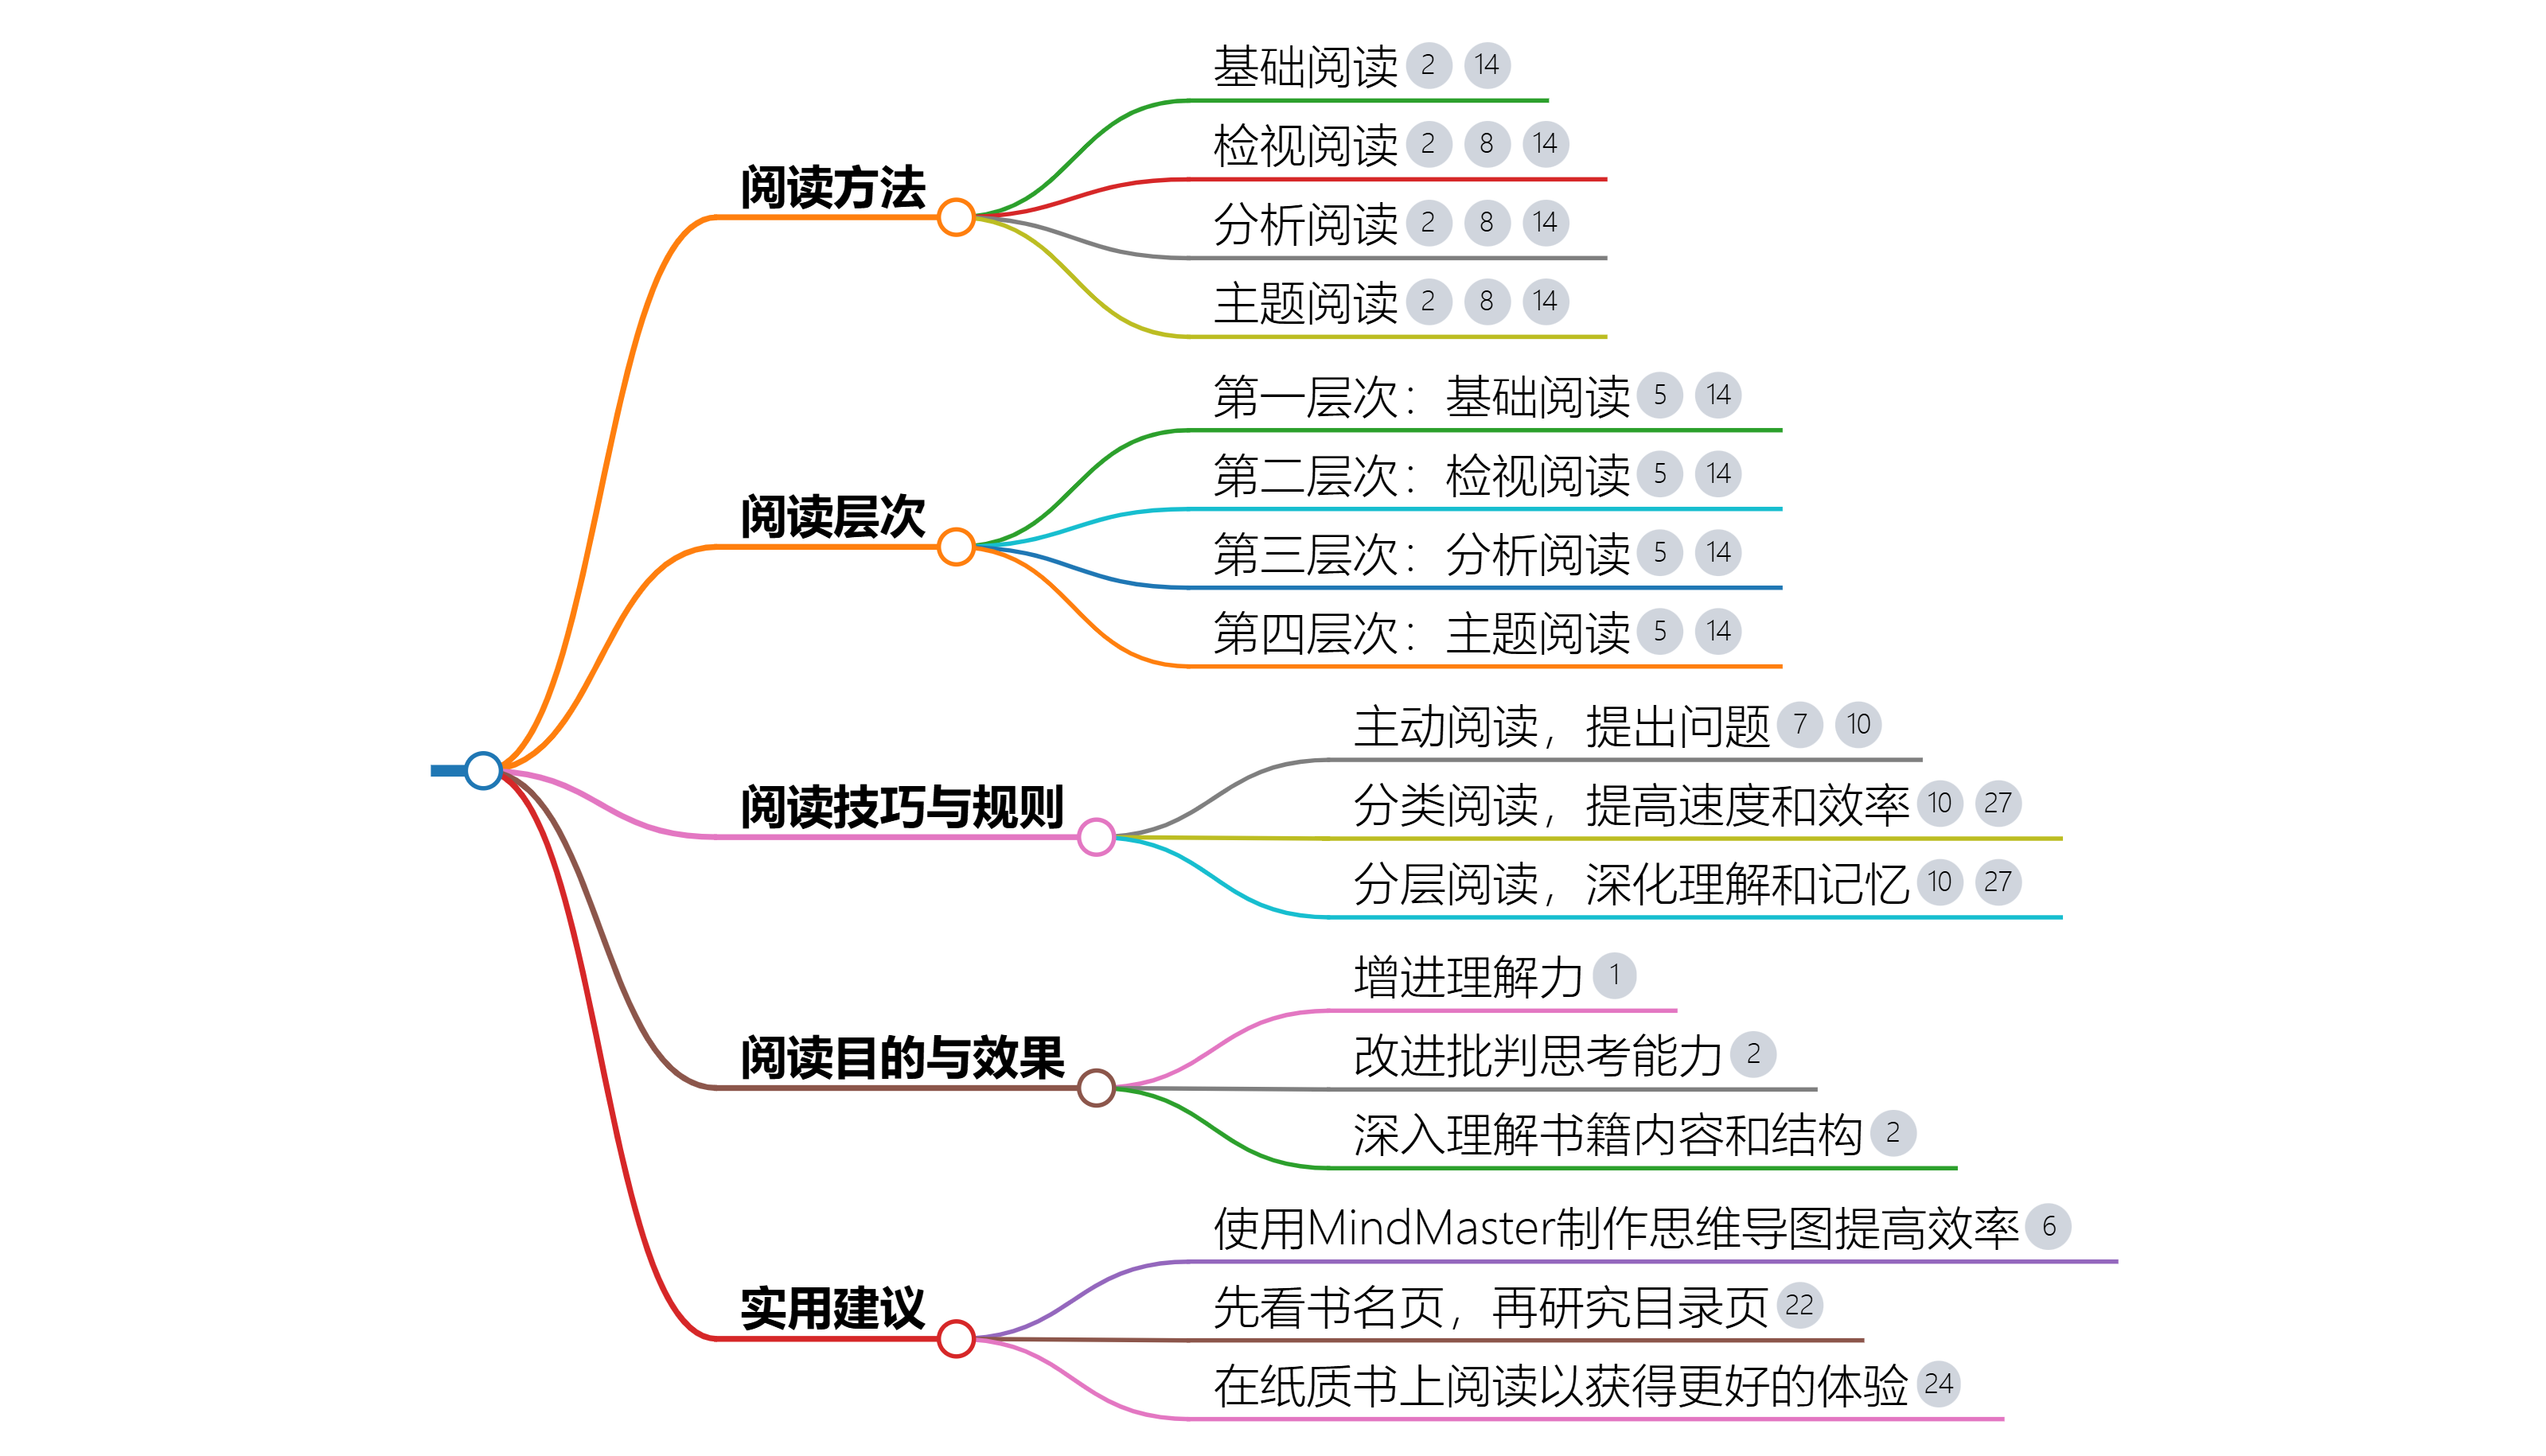 阅读方法
基础阅读 2 14
检视阅读 2 8 14
分析阅读 2 8 14
主题阅读 2 8 14
阅读层次
第一层次：基础阅读 5 14
第二层次：检视阅读 5 14
第三层次：分析阅读 5 14
第四层次：主题阅读 5 14
阅读技巧与规则
主动阅读，提出问题 7 10
分类阅读，提高速度和效率 10 27
分层阅读，深化理解和记忆 10 27
阅读目的与效果
增进理解力 1
改进批判思考能力 2
深入理解书籍内容和结构 2
实用建议
使用MindMaster制作思维导图提高效率 6
先看书名页，再研究目录页 22
在纸质书上阅读以获得更好的体验 24